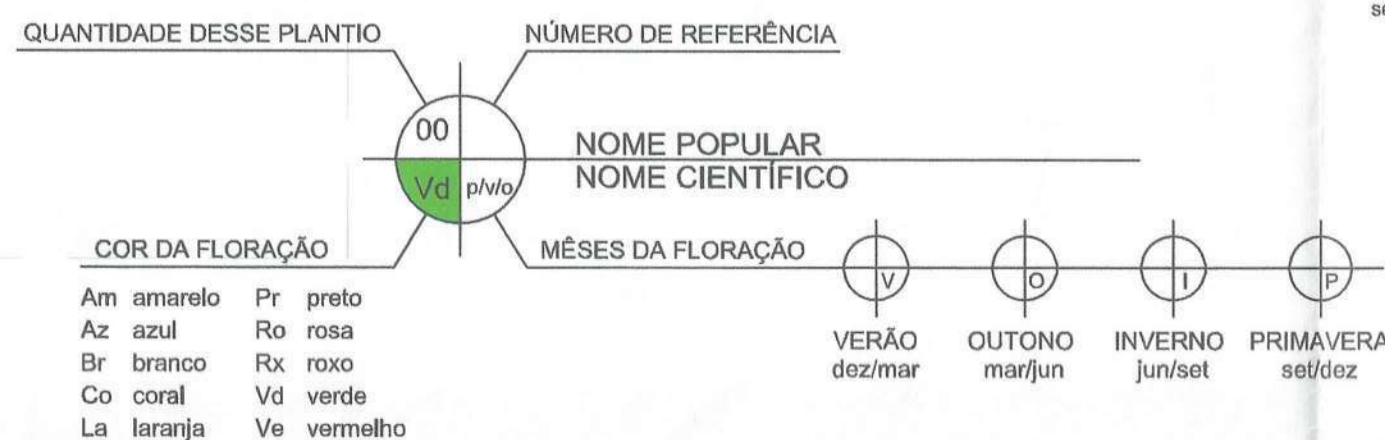 se
QUANTIDADE DESSE PLANTIO
NÚMERO DE REFERÊNCIA
00
NOME POPULAR
Vd p/v/o
NOME CIENTÍFICO
COR DA FLORAÇÃO
MÊSES DA FLORAÇÃO
V O I P
Am amarelo Pr preto
Az azul Ro rosa
Br branco Rx roxo
Co coral Vd verde
La laranja Ve vermelho
VERÃO OUTONO INVERNO PRIMAVERA
dez/mar mar/jun jun/set set/dez